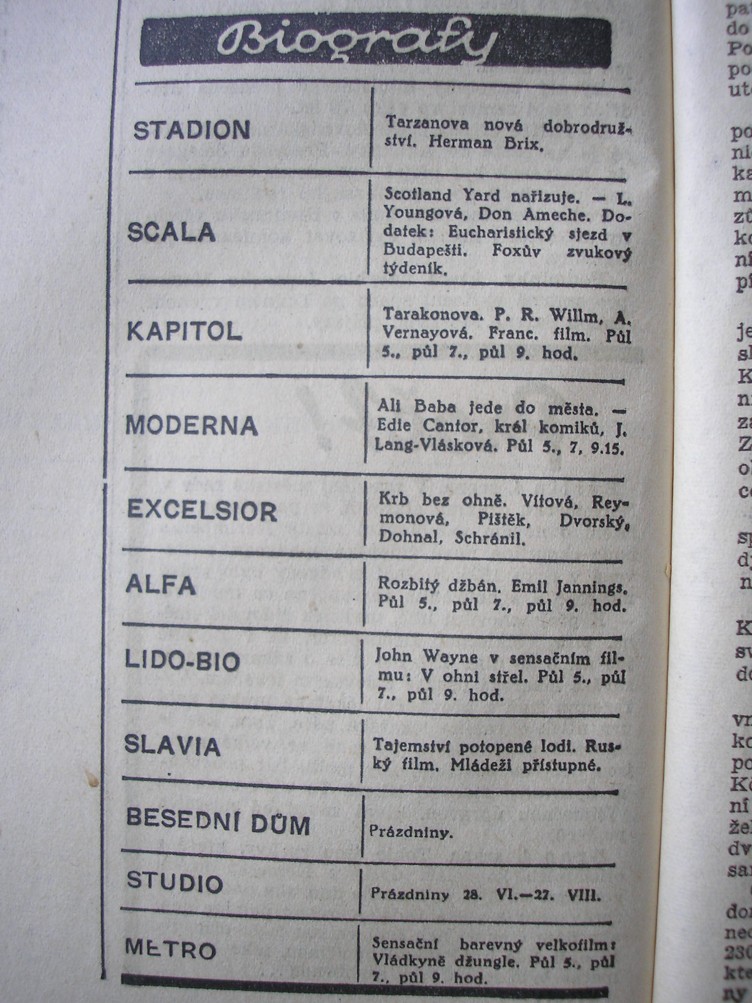 Biografy
STADION
Tarzanova nová dobrodruž-
ství. Herman Brix.
SCALA
Scotland Yard nařizuje. — L.
Youngová, Don Ameche. Do-
datek: Eucharistický sjezd v
Budapešti. Foxův zvukový
týdeník.
KAPITOL
Tarakonova. P. R. Willm, A.
Vernayová. Franc. film. Půl
5., půl 7., půl 9. hod.
MODERNA
Ali Baba jede do města. —
Edie Cantor, král komiků, J.
Lang-Vlásková. Půl 5., 7, 9.15.
EXCELSIOR
Krb bez ohně. Vítová, Rey-
monová, Pištěk, Dvorský,
Dohnal, Schránil.
ALFA
Rozbitý džbán. Emil Jannings.
Půl 5., půl 7., půl 9. hod.
LIDO-BIO
John Wayne v sensačním fil-
mu: V ohni střel. Půl 5., půl
7., půl 9. hod.
SLAVIA
Tajemství potopené lodi. Rus-
ký film. Mládeži přístupné.
BESEDNÍ DŮM
Prázdniny.
STUDIO
Prázdniny 28. VI.—27. VIII.
METRO
Sensační barevný velkofilm:
Vládkyně džungle. Půl 5., půl
7., půl 9. hod.